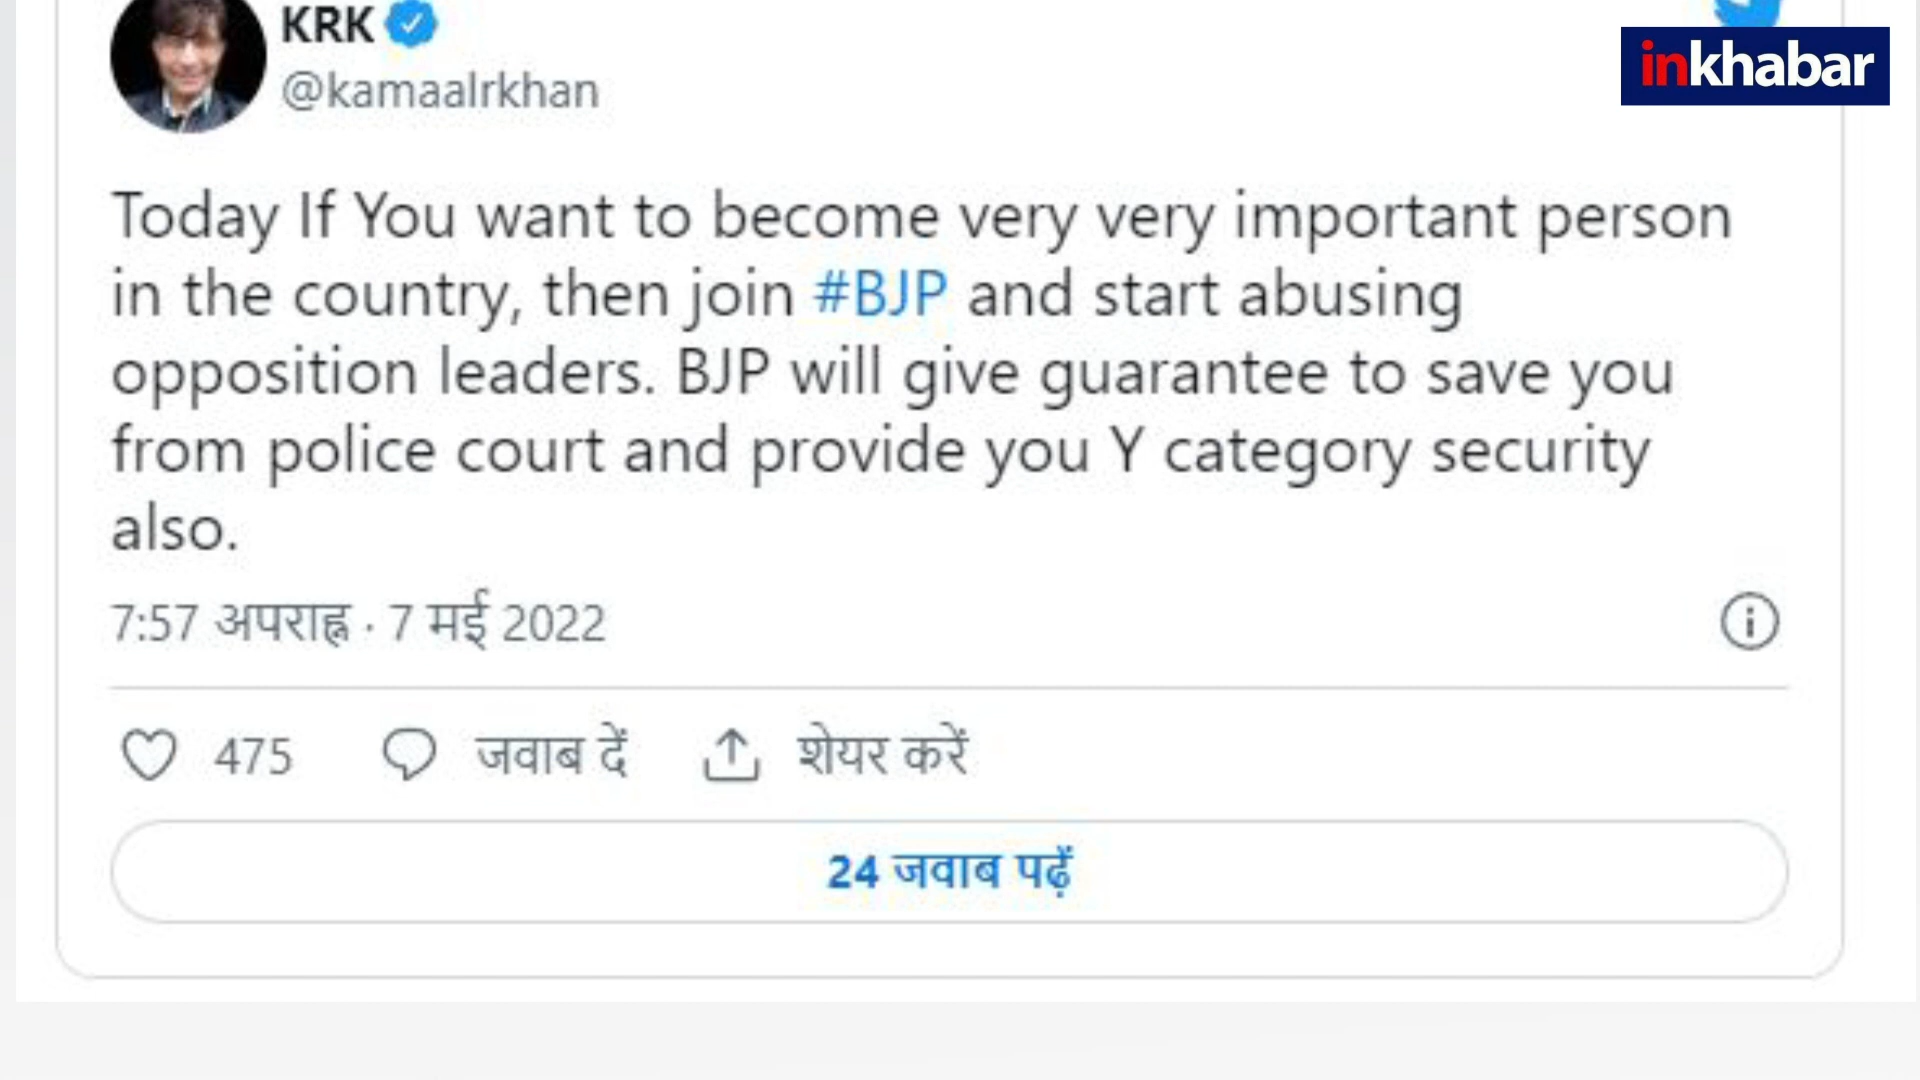 KRK
inkhabar
@kamaalrkhan
Today If You want to become very very important person
in the country, then join #BJP and start abusing
opposition leaders. BJP will give guarantee to save you
from police court and provide you Y category security
also.
7:57 अपराह्न · 7 मई 2022
475 जवाब दें शेयर करें
24 जवाब पढ़ें